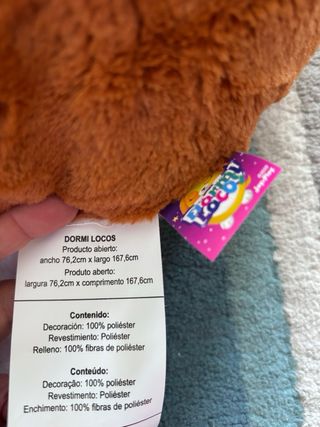 DORMI LOCOS
Producto abierto:
ancho 76,2cm x largo 167,6cm
Produto aberto:
largura 76,2cm x comprimento 167,6cm
Contenido:
Decoración: 100% poliéster
Revestimiento: Poliéster
Relleno: 100% fibras de poliéster
Conteúdo:
Decoração: 100% poliéster
Revestimento: Poliéster
Enchimento: 100% fibras de poliéster
DORMI
LOCOS